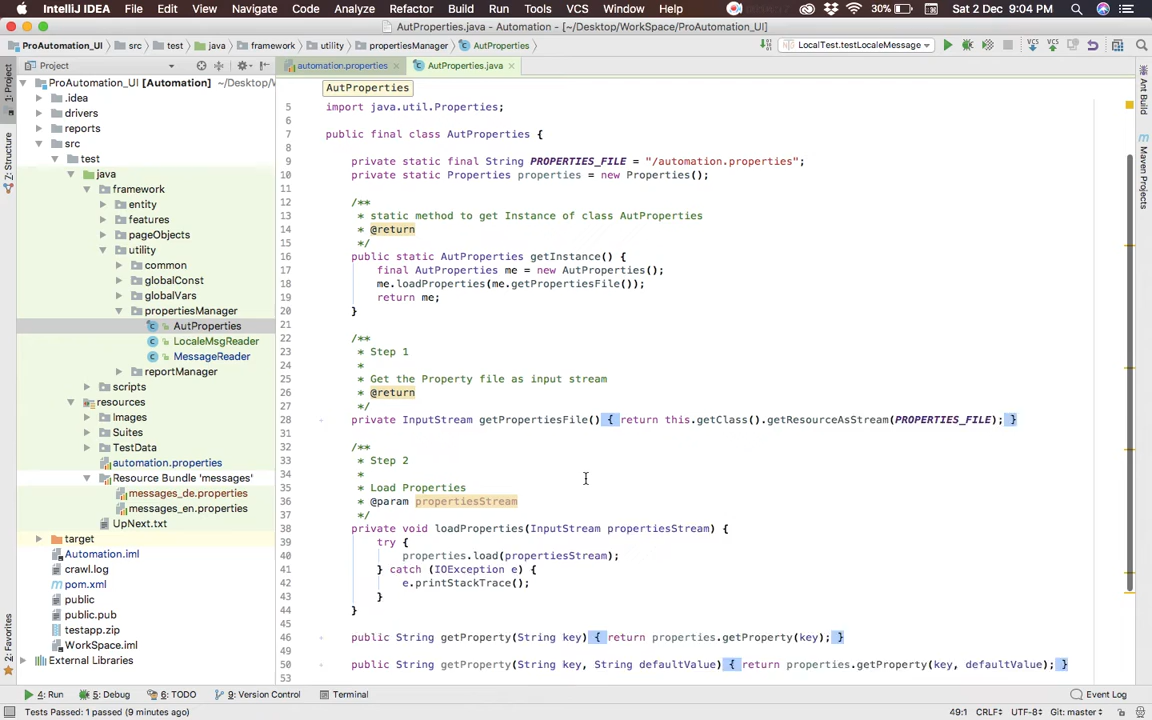 IntelliJ IDEA File Edit View Navigate Code Analyze Refactor Build Run Tools VCS Window Help 30% Sat 2 Dec 9:04 PM
AutProperties.java - Automation - [~/Desktop/WorkSpace/ProAutomation_UI]
ProAutomation_UI src test java framework utility propertiesManager AutProperties LocalTest.testLocaleMessage VCS VCS
Project automation.properties AutProperties.java
AutProperties
1: Project
Z: Structure
2: Favorites
Ant Build
Maven Projects
ProAutomation_UI [Automation] ~/Desktop/W
.idea
drivers
reports
src
test
java
framework
entity
features
pageObjects
utility
common
globalConst
globalVars
propertiesManager
AutProperties
LocaleMsgReader
MessageReader
reportManager
scripts
resources
Images
Suites
TestData
automation.properties
Resource Bundle 'messages'
messages_de.properties
messages_en.properties
UpNext.txt
target
Automation.iml
crawl.log
pom.xml
public
public.pub
testapp.zip
WorkSpace.iml
External Libraries
5 import java.util.Properties;
6
7 public final class AutProperties {
8
9 private static final String PROPERTIES_FILE = "/automation.properties";
10 private static Properties properties = new Properties();
11
12 /**
13 * static method to get Instance of class AutProperties
14 * @return
15 */
16 public static AutProperties getInstance() {
17 final AutProperties me = new AutProperties();
18 me.loadProperties(me.getPropertiesFile());
19 return me;
20 }
21
22 /**
23 * Step 1
24 *
25 * Get the Property file as input stream
26 * @return
27 */
28 private InputStream getPropertiesFile() { return this.getClass().getResourceAsStream(PROPERTIES_FILE); }
31
32 /**
33 * Step 2
34 *
35 * Load Properties
36 * @param propertiesStream
37 */
38 private void loadProperties(InputStream propertiesStream) {
39 try {
40 properties.load(propertiesStream);
41 } catch (IOException e) {
42 e.printStackTrace();
43 }
44 }
45
46 public String getProperty(String key) { return properties.getProperty(key); }
49
50 public String getProperty(String key, String defaultValue) { return properties.getProperty(key, defaultValue); }
53
4: Run 5: Debug 6: TODO 9: Version Control Terminal Event Log
Tests Passed: 1 passed (9 minutes ago) 49:1 CRLF÷ UTF-8÷ Git: master÷